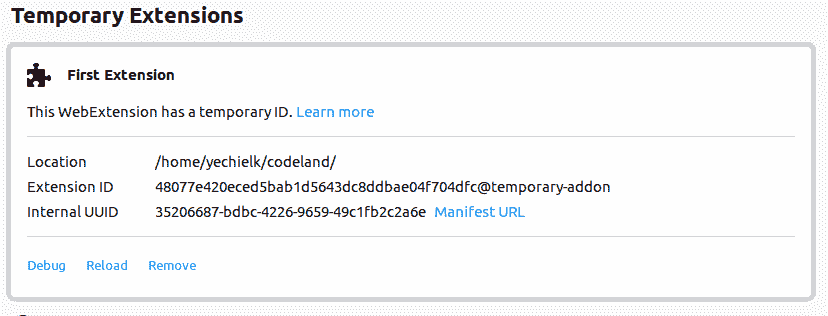 Temporary Extensions
First Extension
This WebExtension has a temporary ID. Learn more
Location /home/yechielk/codeland/
Extension ID 48077e420eced5bab1d5643dc8ddbae04f704dfc@temporary-addon
Internal UUID 35206687-bdbc-4226-9659-49c1fb2c2a6e Manifest URL
Debug Reload Remove